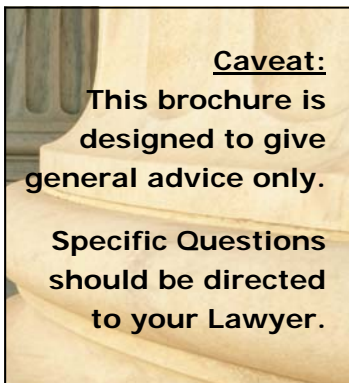 Caveat:
This brochure is
designed to give
general advice only.
Specific Questions
should be directed
to your Lawyer.